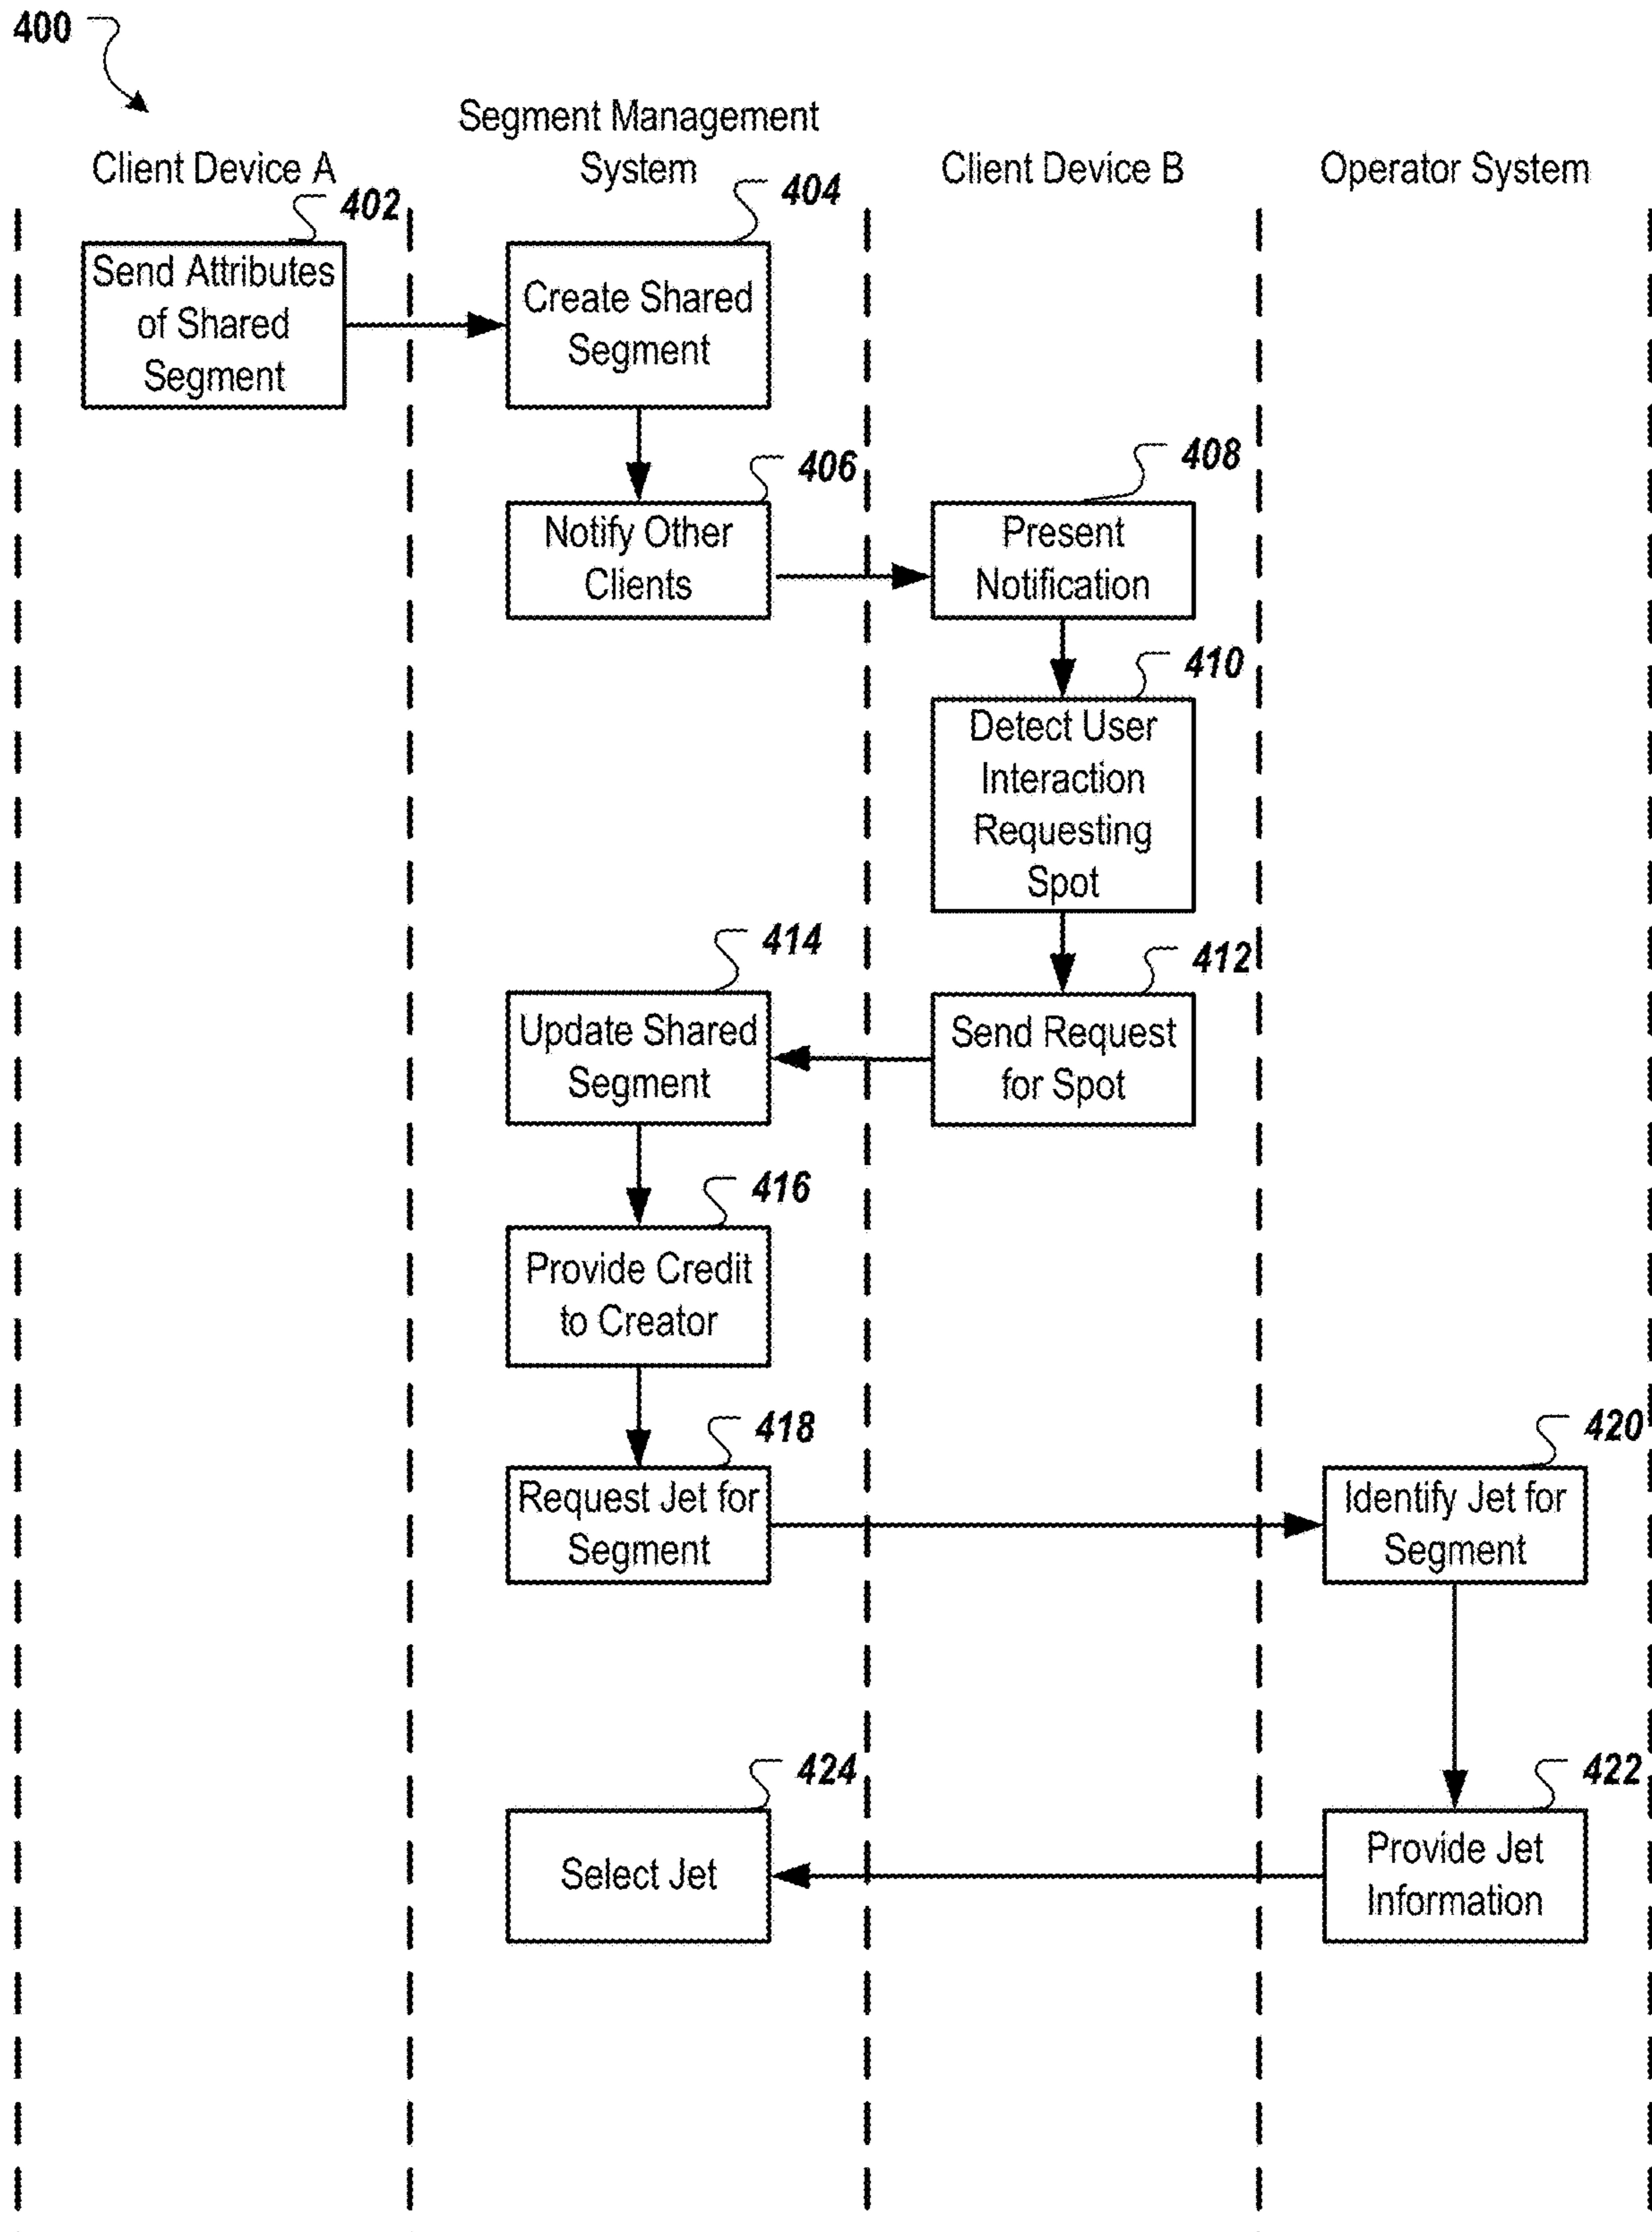 400
Segment Management
Client Device A
System
Client Device B
Operator System
402
404
Send Attributes
of Shared
Segment
Create Shared
Segment
406
408
Notify Other
Clients
Present
Notification
410
Detect User
Interaction
Requesting
Spot
414
412
Update Shared
Segment
Send Request
for Spot
416
Provide Credit
to Creator
418
420
Request Jet for
Segment
Identify Jet for
Segment
424
422
Select Jet
Provide Jet
Information